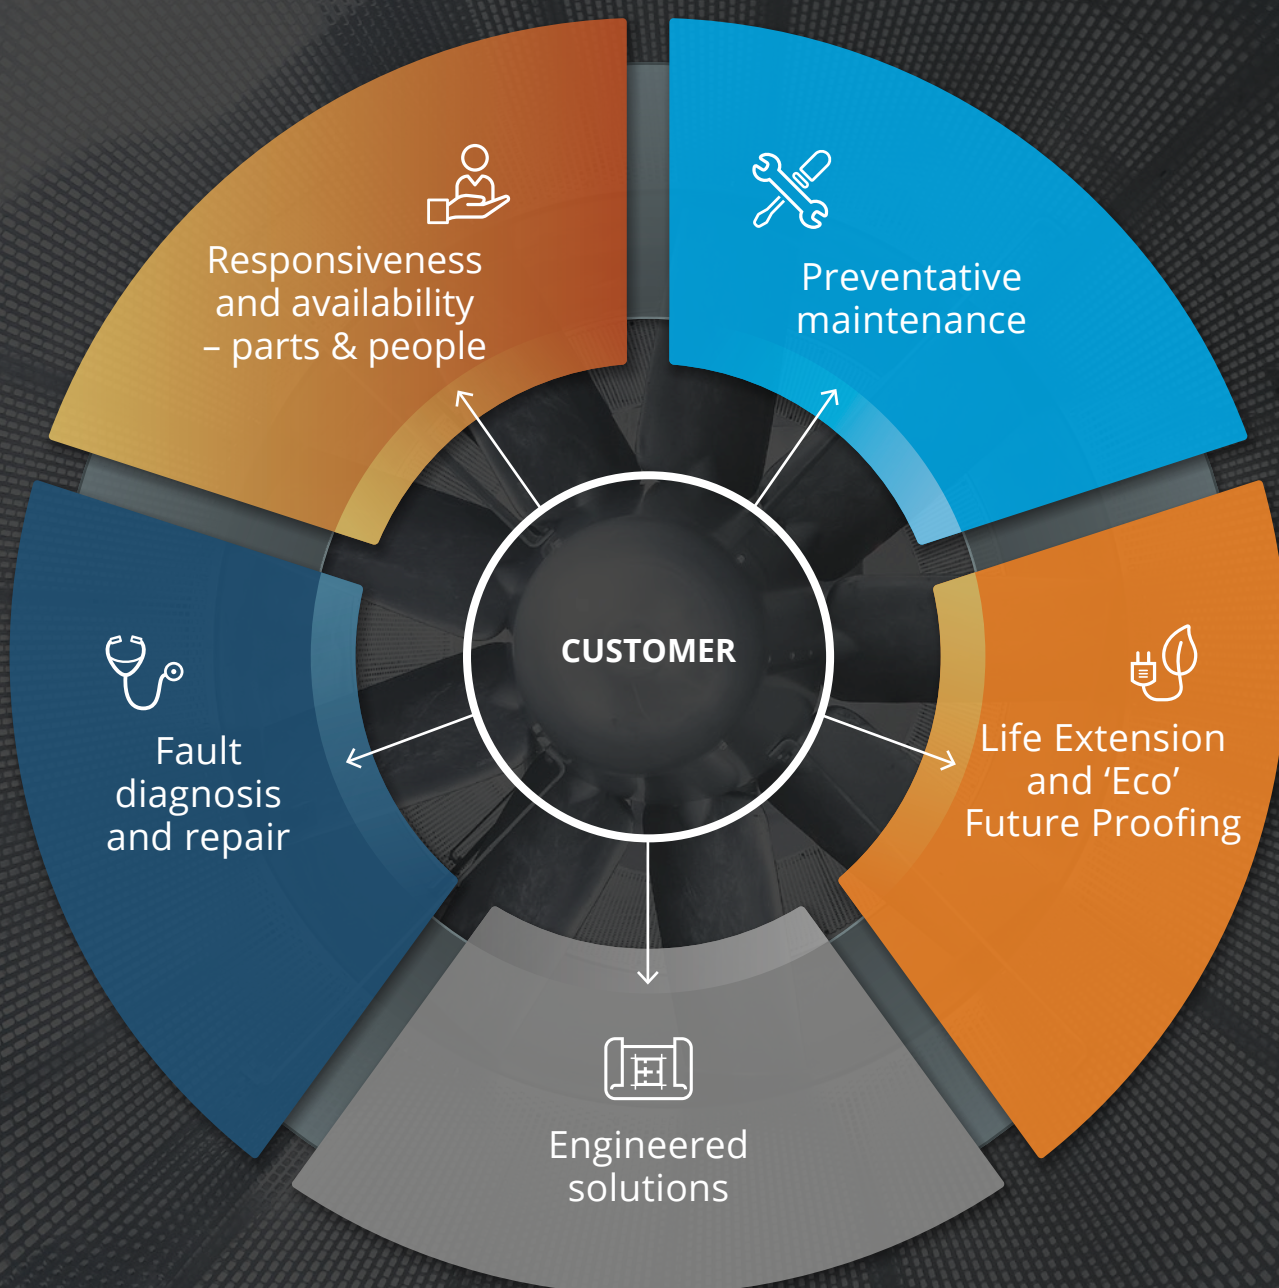 Responsiveness
and availability
– parts & people
Preventative
maintenance
CUSTOMER
Fault
diagnosis
and repair
Life Extension
and ‘Eco’
Future Proofing
Engineered
solutions